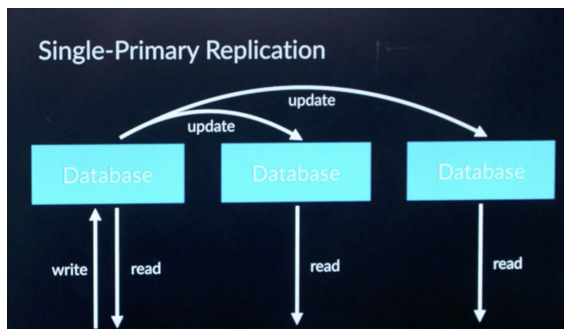 Single-Primary Replication
update
update
Database
Database
Database
write
read
read
read